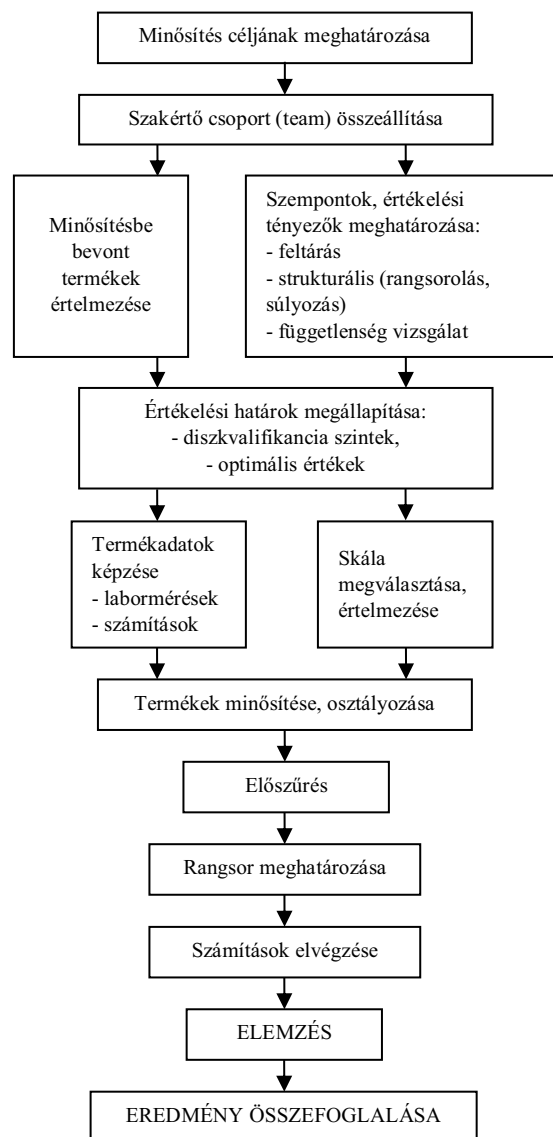 Minősítés céljának meghatározása
Szakértő csoport (team) összeállítása
Minősítésbe
bevont
termékek
értelmezése
Szempontok, értékelési
tényezők meghatározása:
- feltárás
- strukturális (rangsorolás,
súlyozás)
- függetlenség vizsgálat
Értékelési határok megállapítása:
- diszkvalifikancia szintek,
- optimális értékek
Termékadatok
képzése
- labormérések
- számítások
Skála
megválasztása,
értelmezése
Termékek minősítése, osztályozása
Előszűrés
Rangsor meghatározása
Számítások elvégzése
ELEMZÉS
EREDMÉNY ÖSSZEFOGLALÁSA